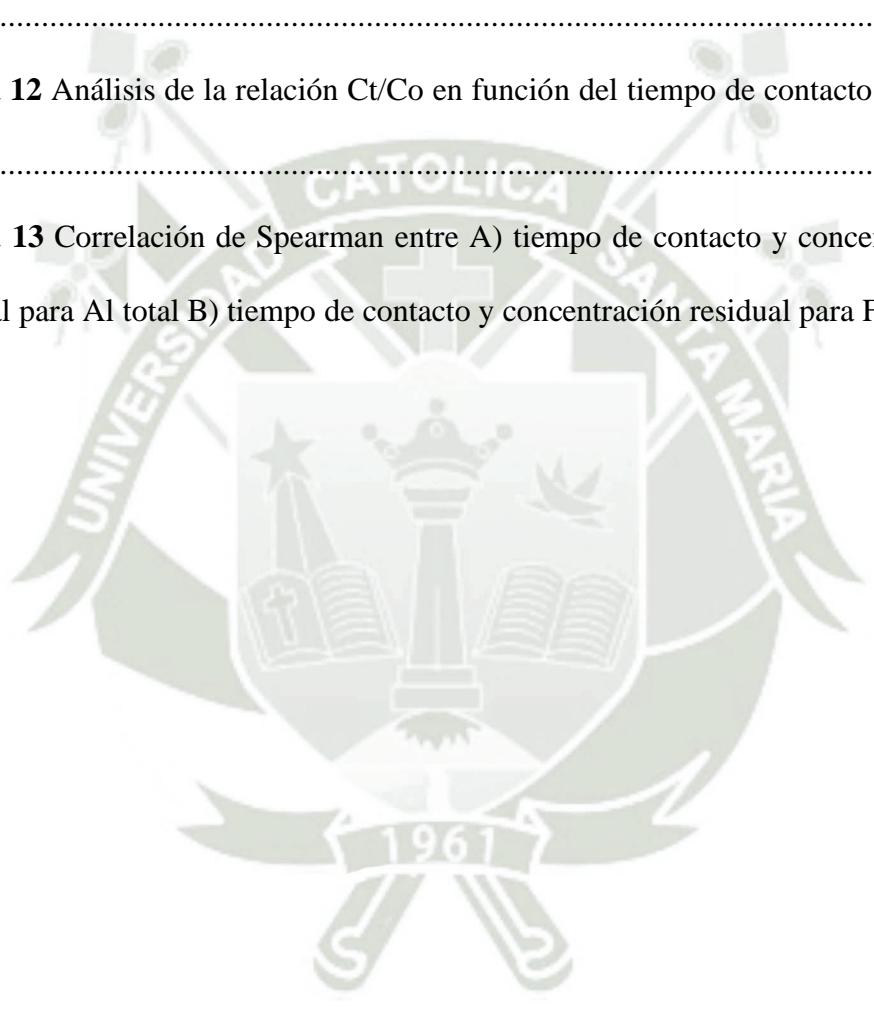 ............................................................
12 Análisis de la relación Ct/Co en función del tiempo de contacto
............................................................
13 Correlación de Spearman entre A) tiempo de contacto y
para Al total B) tiempo de contacto y concentración residual para
UNIVERSIDAD CATOLICA SANTA MARIA
1961